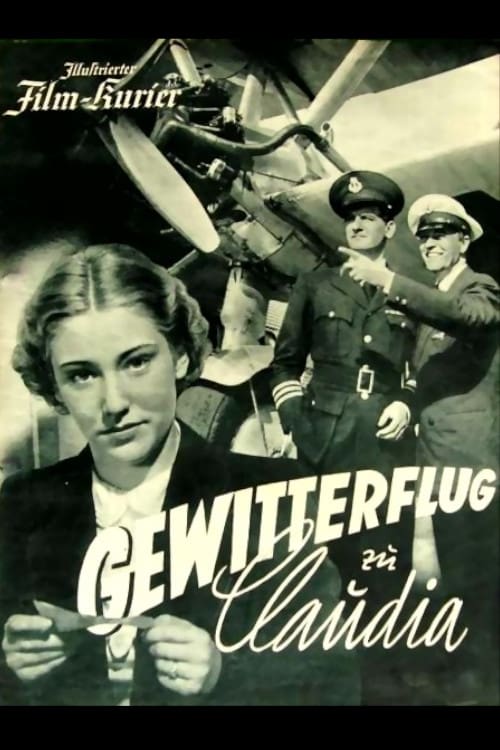 Illustrierter
Film-Kurier
GEWITTERFLUG
zu
Claudia